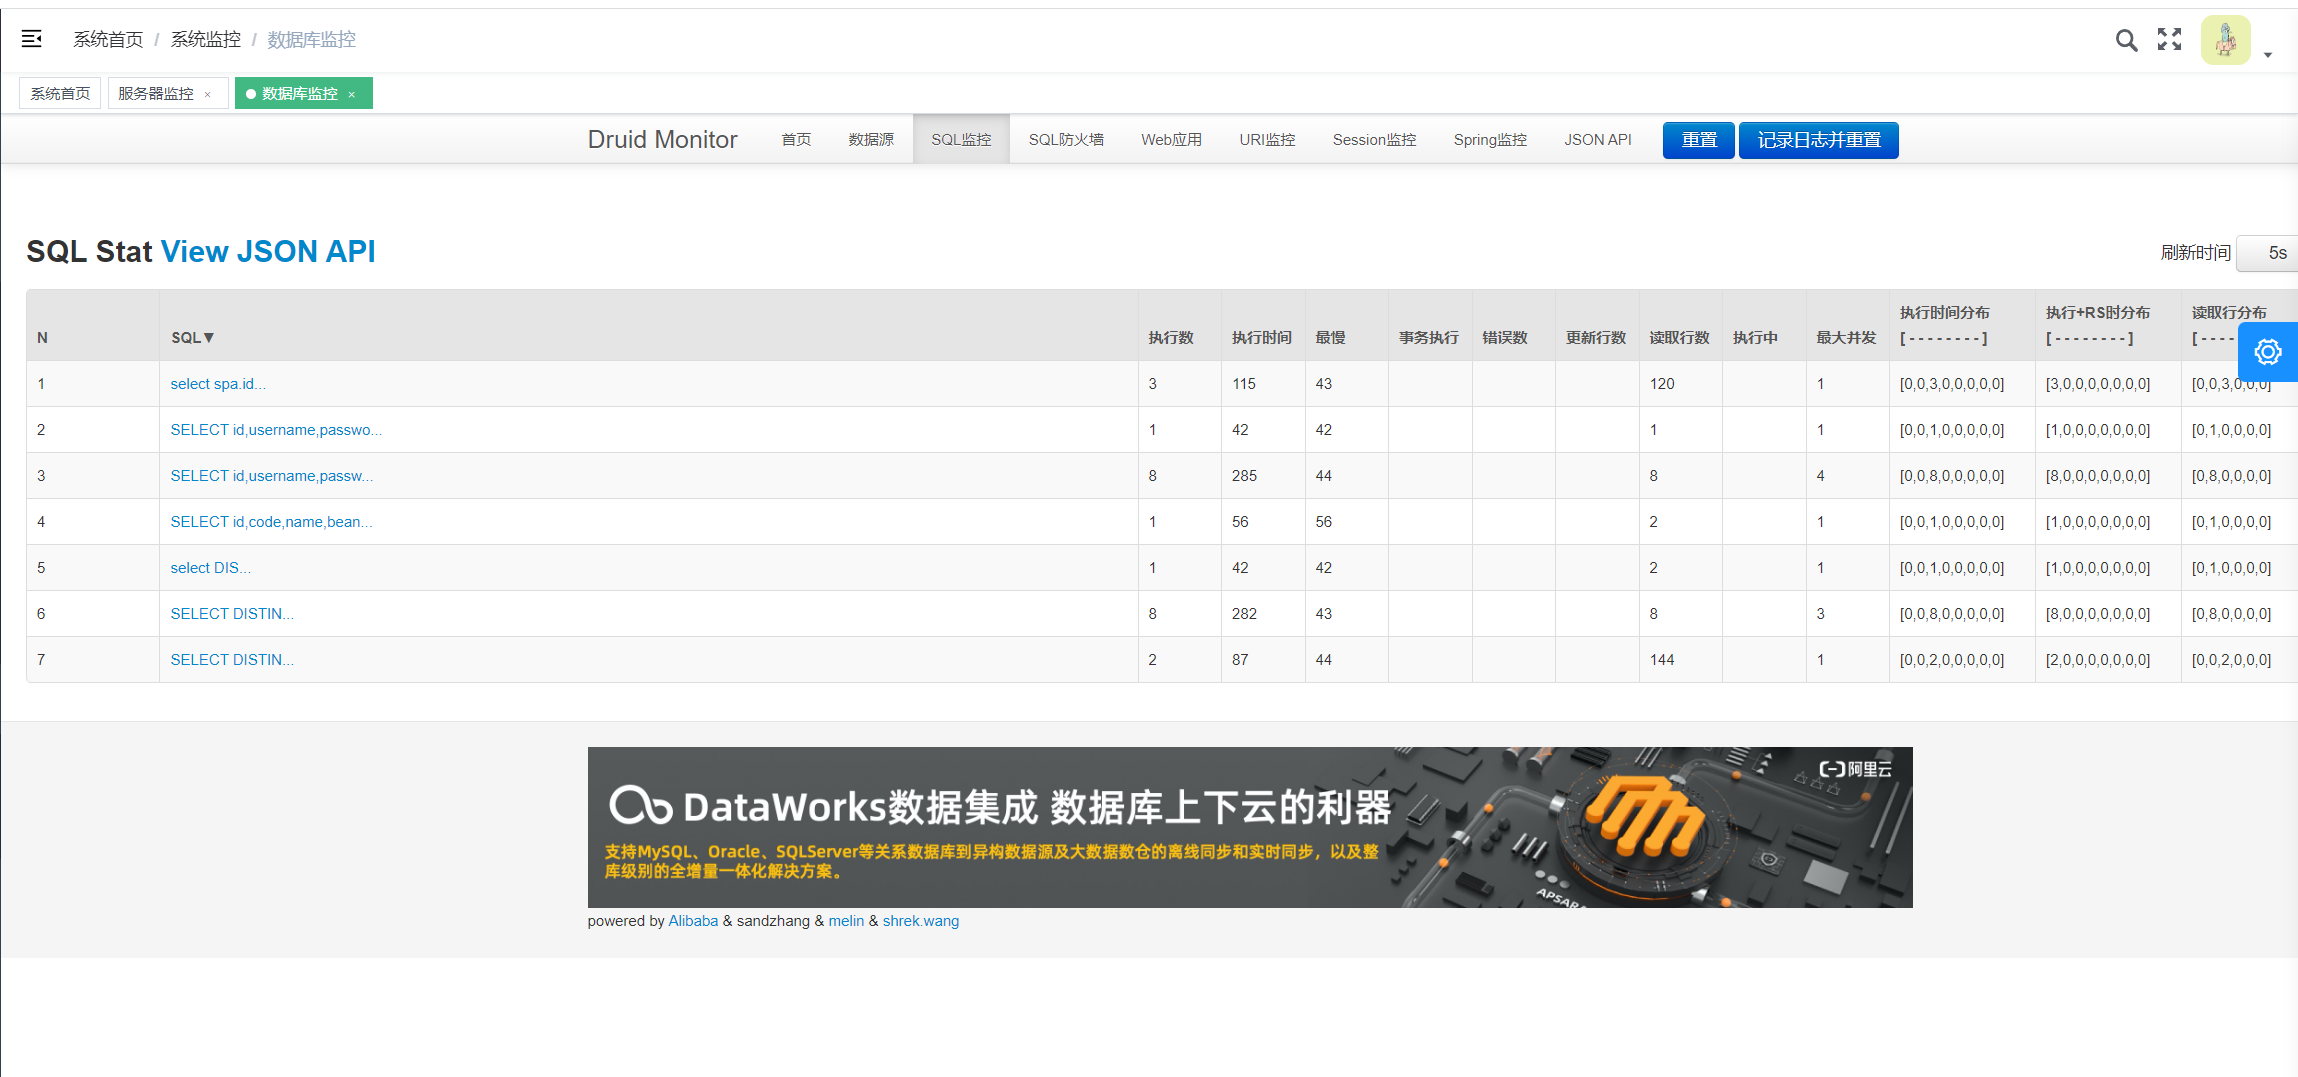 系统首页 / 系统监控 / 数据库监控
系统首页 服务器监控 × 数据库监控 ×
Druid Monitor 首页 数据源 SQL监控 SQL防火墙 Web应用 URI监控 Session监控 Spring监控 JSON API 重置 记录日志并重置
SQL Stat View JSON API 刷新时间 5s
N SQL▼ 执行数 执行时间 最慢 事务执行 错误数 更新行数 读取行数 执行中 最大并发 执行时间分布 [ - - - - - - - - ] 执行+RS时分布 [ - - - - - - - - ] 读取行分布 [ - - - -
1 select spa.id... 3 115 43 120 1 [0,0,3,0,0,0,0,0] [3,0,0,0,0,0,0,0] [0,0,3,0,0,0]
2 SELECT id,username,passwo... 1 42 42 1 1 [0,0,1,0,0,0,0,0] [1,0,0,0,0,0,0,0] [0,1,0,0,0,0]
3 SELECT id,username,passw... 8 285 44 8 4 [0,0,8,0,0,0,0,0] [8,0,0,0,0,0,0,0] [0,8,0,0,0,0]
4 SELECT id,code,name,bean... 1 56 56 2 1 [0,0,1,0,0,0,0,0] [1,0,0,0,0,0,0,0] [0,1,0,0,0,0]
5 select DIS... 1 42 42 2 1 [0,0,1,0,0,0,0,0] [1,0,0,0,0,0,0,0] [0,1,0,0,0,0]
6 SELECT DISTIN... 8 282 43 8 3 [0,0,8,0,0,0,0,0] [8,0,0,0,0,0,0,0] [0,8,0,0,0,0]
7 SELECT DISTIN... 2 87 44 144 1 [0,0,2,0,0,0,0,0] [2,0,0,0,0,0,0,0] [0,0,2,0,0,0]
阿里云
DataWorks数据集成 数据库上下云的利器
支持MySQL、Oracle、SQLServer等关系数据库到异构数据源及大数据数仓的离线同步和实时同步，以及整
库级别的全增量一体化解决方案。
APSARA
powered by Alibaba & sandzhang & melin & shrek.wang